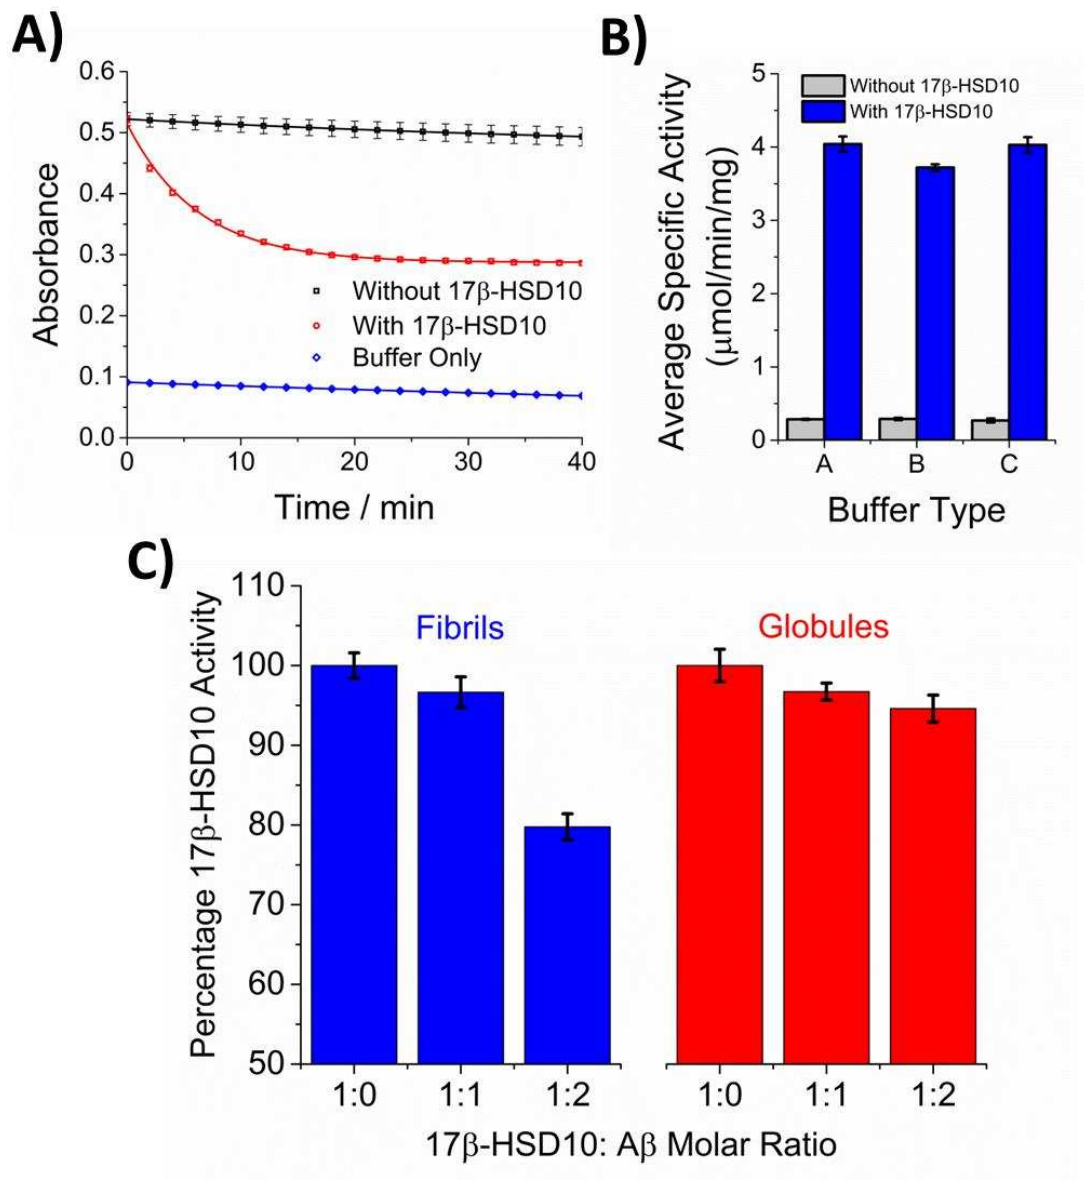 A)
Absorbance
0.6
0.5
0.4
0.3
0.2
0.1
0.0
Without 17β-HSD10
With 17β-HSD10
Buffer Only
0 10 20 30 40
Time / min
B)
Average Specific Activity
(μmol/min/mg)
5
4
3
2
1
0
Without 17β-HSD10
With 17β-HSD10
A B C
Buffer Type
C)
Percentage 17β-HSD10 Activity
110
100
90
80
70
60
50
Fibrils
Globules
1:0 1:1 1:2 1:0 1:1 1:2
17β-HSD10: Aβ Molar Ratio